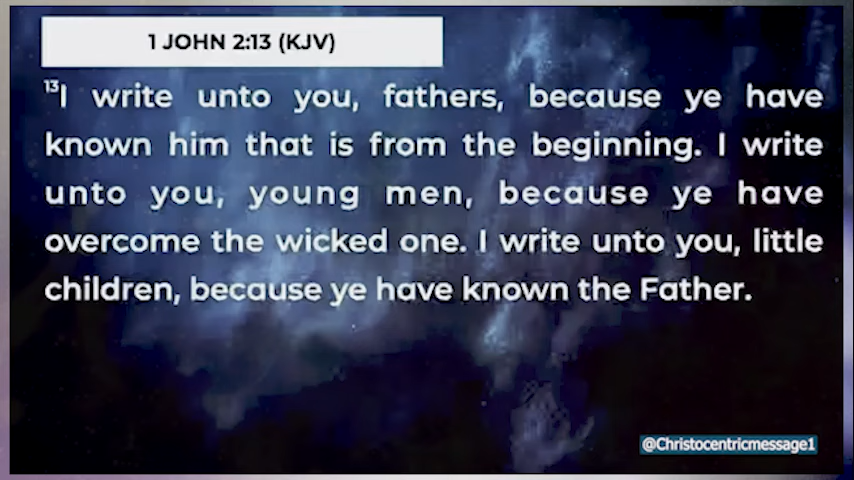 1 JOHN 2:13 (KJV)
13I write unto you, fathers, because ye have
known him that is from the beginning. I write
unto you, young men, because ye have
overcome the wicked one. I write unto you, little
children, because ye have known the Father.
@Christocentricmessage1